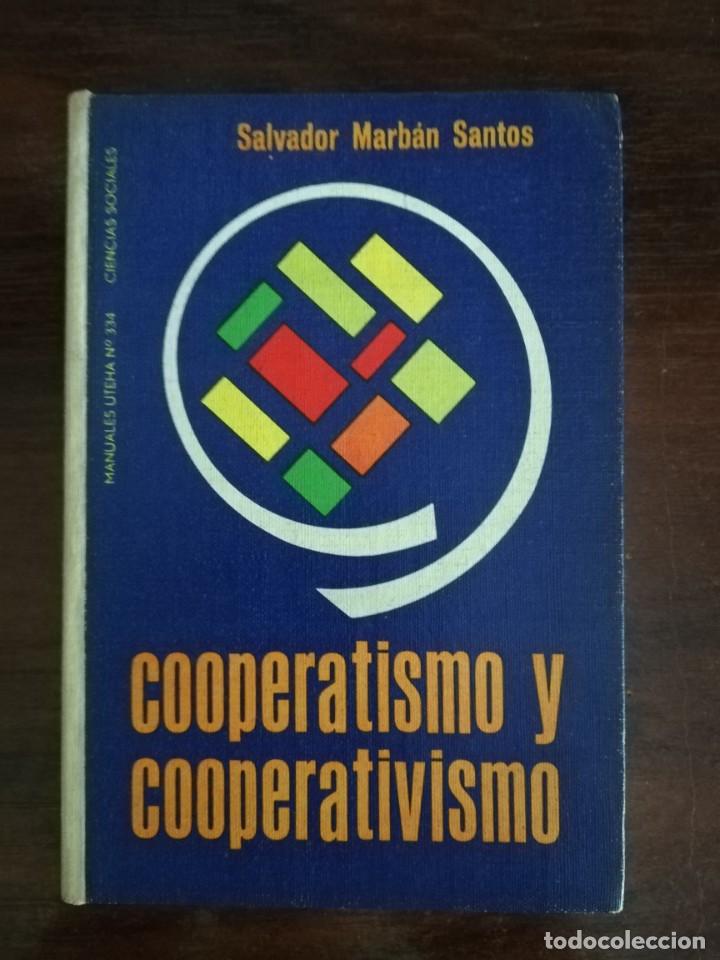 Salvador Marbán Santos
MANUALES UTEHA Nº 334 CIENCIAS SOCIALES
cooperatismo y
cooperativismo
todocoleccion